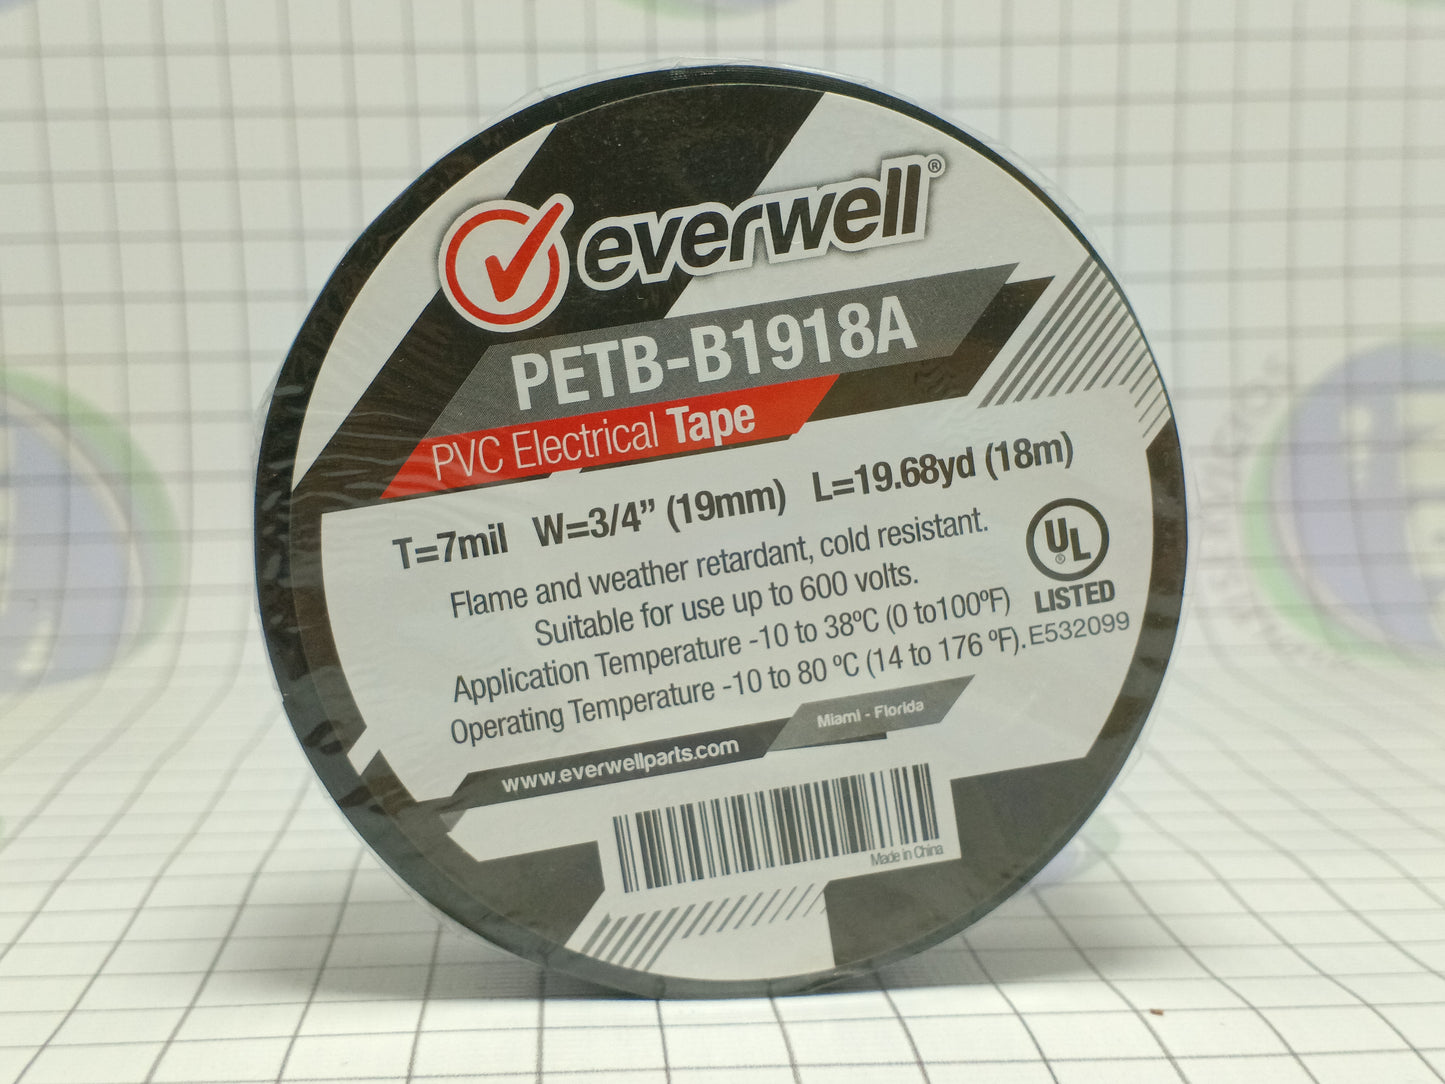 everwell®
PETB-B1918A
PVC Electrical Tape
T=7mil W=3/4” (19mm) L=19.68yd (18m)
Flame and weather retardant, cold resistant.
Suitable for use up to 600 volts.
Application Temperature -10 to 38ºC (0 to100ºF)
Operating Temperature -10 to 80 ºC (14 to 176 ºF).
UL®
LISTED
E532099
www.everwellparts.com
Miami - Florida
Made in China